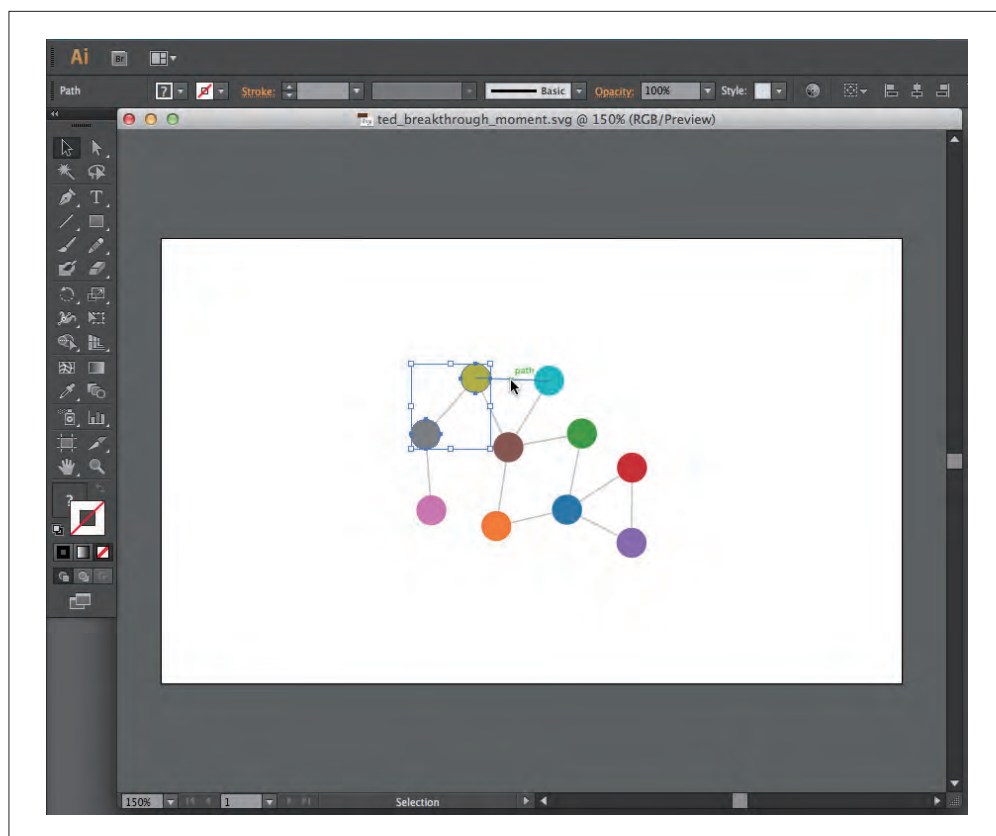 Ai Br
Path ? Stroke: Basic Opacity: 100% Style:
ted_breakthrough_moment.svg @ 150% (RGB/Preview)
T
path
?
150% 1 Selection